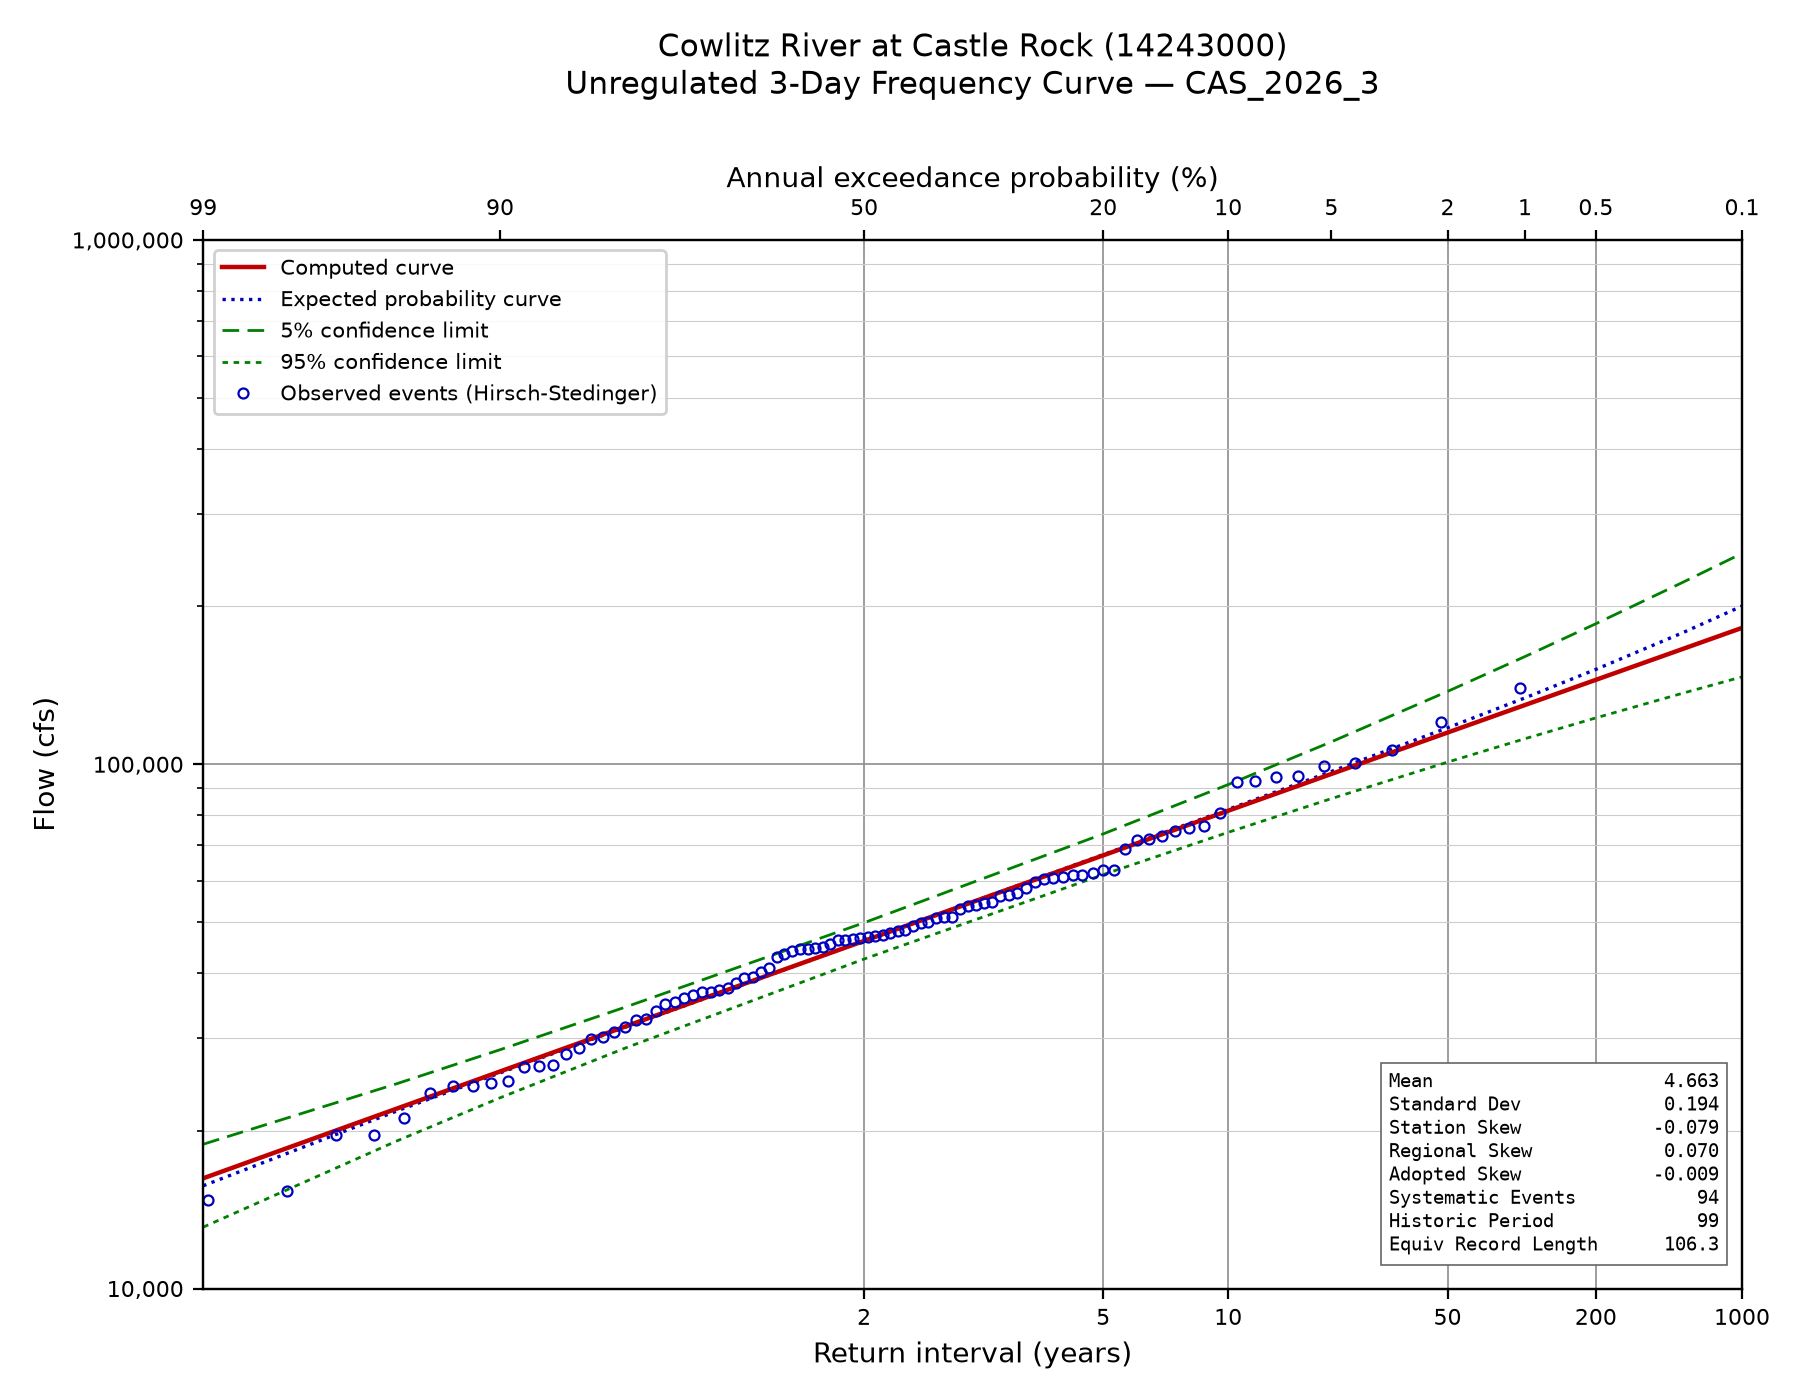 Cowlitz River at Castle Rock (14243000)
Unregulated 3-Day Frequency Curve — CAS_2026_3
Annual exceedance probability (%)
99 90 50 20 10 5 2 1 0.5 0.1
1,000,000
100,000
10,000
Flow (cfs)
Computed curve
Expected probability curve
5% confidence limit
95% confidence limit
Observed events (Hirsch-Stedinger)
Mean 4.663
Standard Dev 0.194
Station Skew -0.079
Regional Skew 0.070
Adopted Skew -0.009
Systematic Events 94
Historic Period 99
Equiv Record Length 106.3
2 5 10 50 200 1000
Return interval (years)